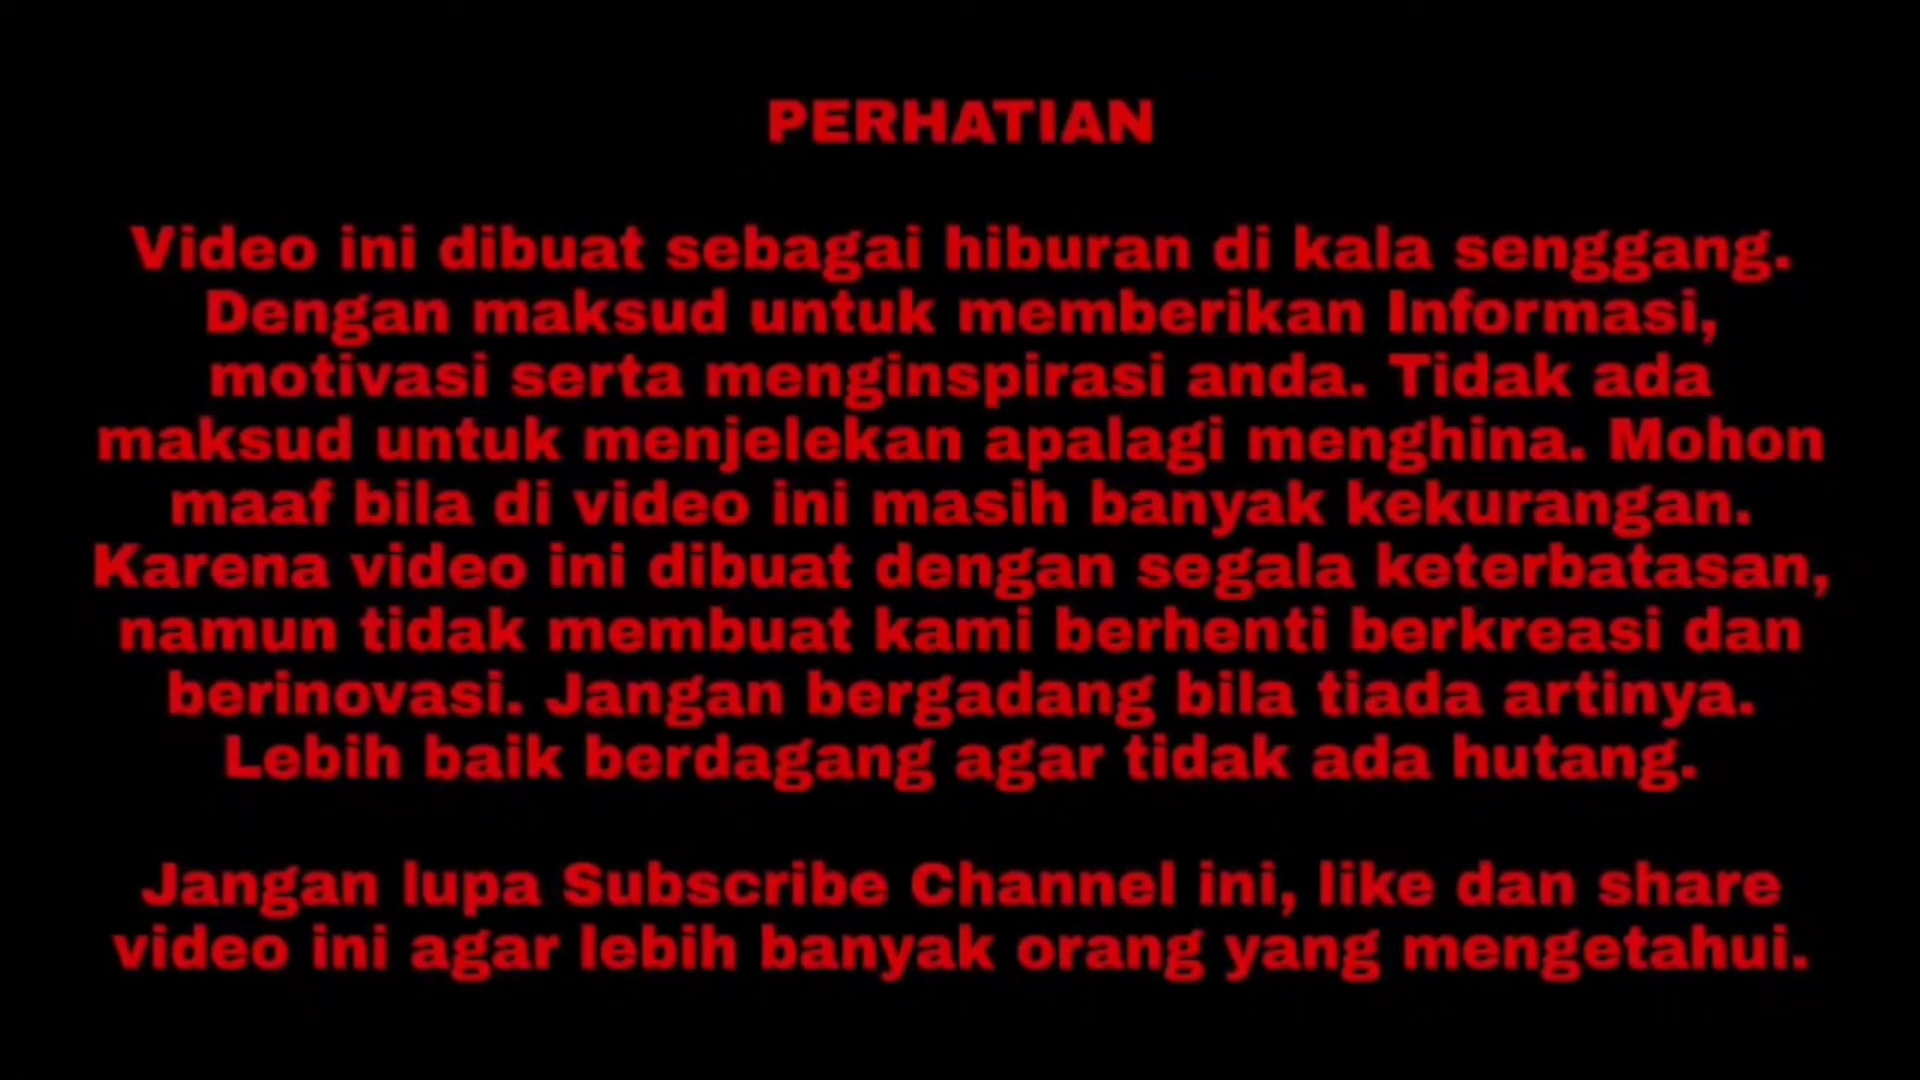 PERHATIAN
Video ini dibuat sebagai hiburan di kala senggang.
Dengan maksud untuk memberikan Informasi,
motivasi serta menginspirasi anda. Tidak ada
maksud untuk menjelekan apalagi menghina. Mohon
maaf bila di video ini masih banyak kekurangan.
Karena video ini dibuat dengan segala keterbatasan,
namun tidak membuat kami berhenti berkreasi dan
berinovasi. Jangan bergadang bila tiada artinya.
Lebih baik berdagang agar tidak ada hutang.
Jangan lupa Subscribe Channel ini, like dan share
video ini agar lebih banyak orang yang mengetahui.